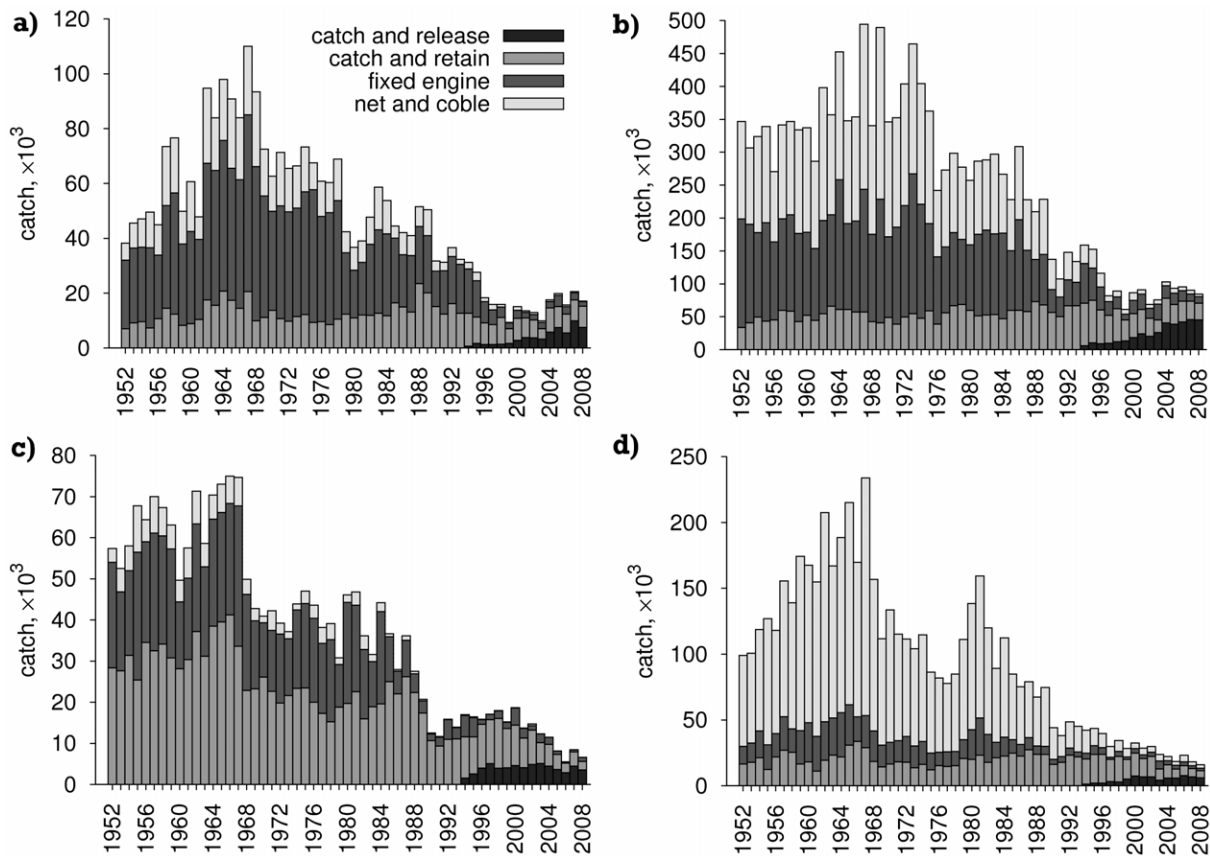 a)
120
100
80
60
40
20
0
catch, ×10³
catch and release
catch and retain
fixed engine
net and coble
1952 1956 1960 1964 1968 1972 1976 1980 1984 1988 1992 1996 2000 2004 2008
b)
500
450
400
350
300
250
200
150
100
50
0
catch, ×10³
1952 1956 1960 1964 1968 1972 1976 1980 1984 1988 1992 1996 2000 2004 2008
c)
80
70
60
50
40
30
20
10
0
catch, ×10³
1952 1956 1960 1964 1968 1972 1976 1980 1984 1988 1992 1996 2000 2004 2008
d)
250
200
150
100
50
0
catch, ×10³
1952 1956 1960 1964 1968 1972 1976 1980 1984 1988 1992 1996 2000 2004 2008